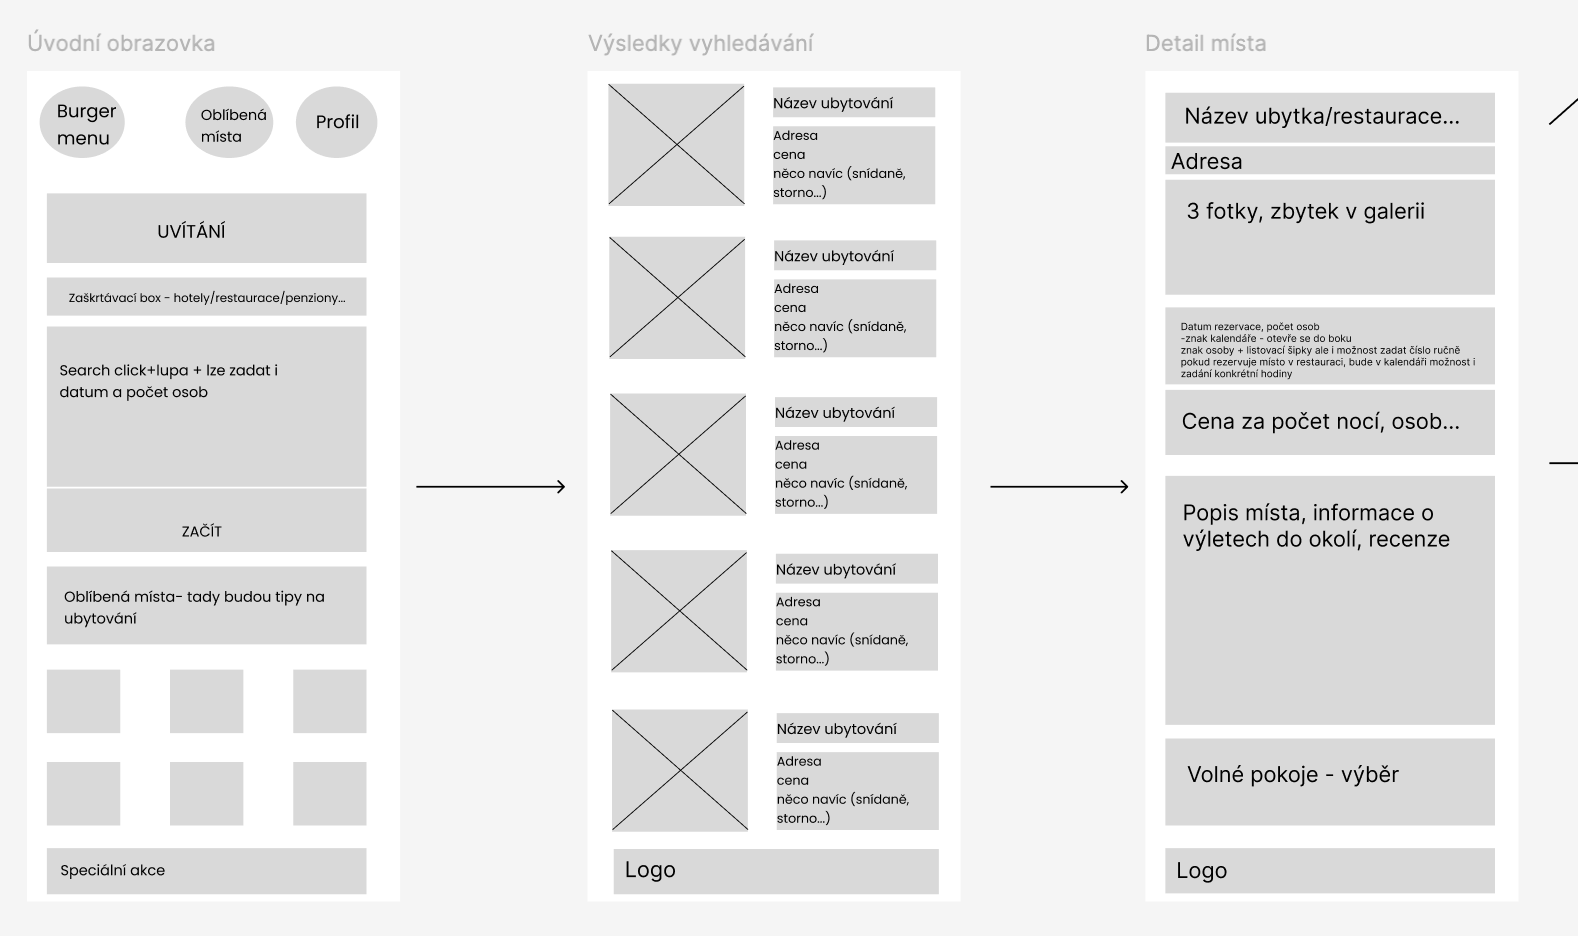 Úvodní obrazovka
Burger
menu
Oblíbená
místa
Profil
UVÍTÁNÍ
Zaškrtávací box - hotely/restaurace/penziony...
Search click+lupa + lze zadat i
datum a počet osob
ZAČÍT
Oblíbená místa- tady budou tipy na
ubytování
Speciální akce
Výsledky vyhledávání
Název ubytování
Adresa
cena
něco navíc (snídaně,
storno...)
Název ubytování
Adresa
cena
něco navíc (snídaně,
storno...)
Název ubytování
Adresa
cena
něco navíc (snídaně,
storno...)
Název ubytování
Adresa
cena
něco navíc (snídaně,
storno...)
Název ubytování
Adresa
cena
něco navíc (snídaně,
storno...)
Logo
Detail místa
Název ubytka/restaurace...
Adresa
3 fotky, zbytek v galerii
Datum rezervace, počet osob
-znak kalendáře - otevře se do boku
znak osoby + listovací šipky ale i možnost zadat číslo ručně
pokud rezervuje místo v restauraci, bude v kalendáři možnost i
zadání konkrétní hodiny
Cena za počet nocí, osob...
Popis místa, informace o
výletech do okolí, recenze
Volné pokoje - výběr
Logo